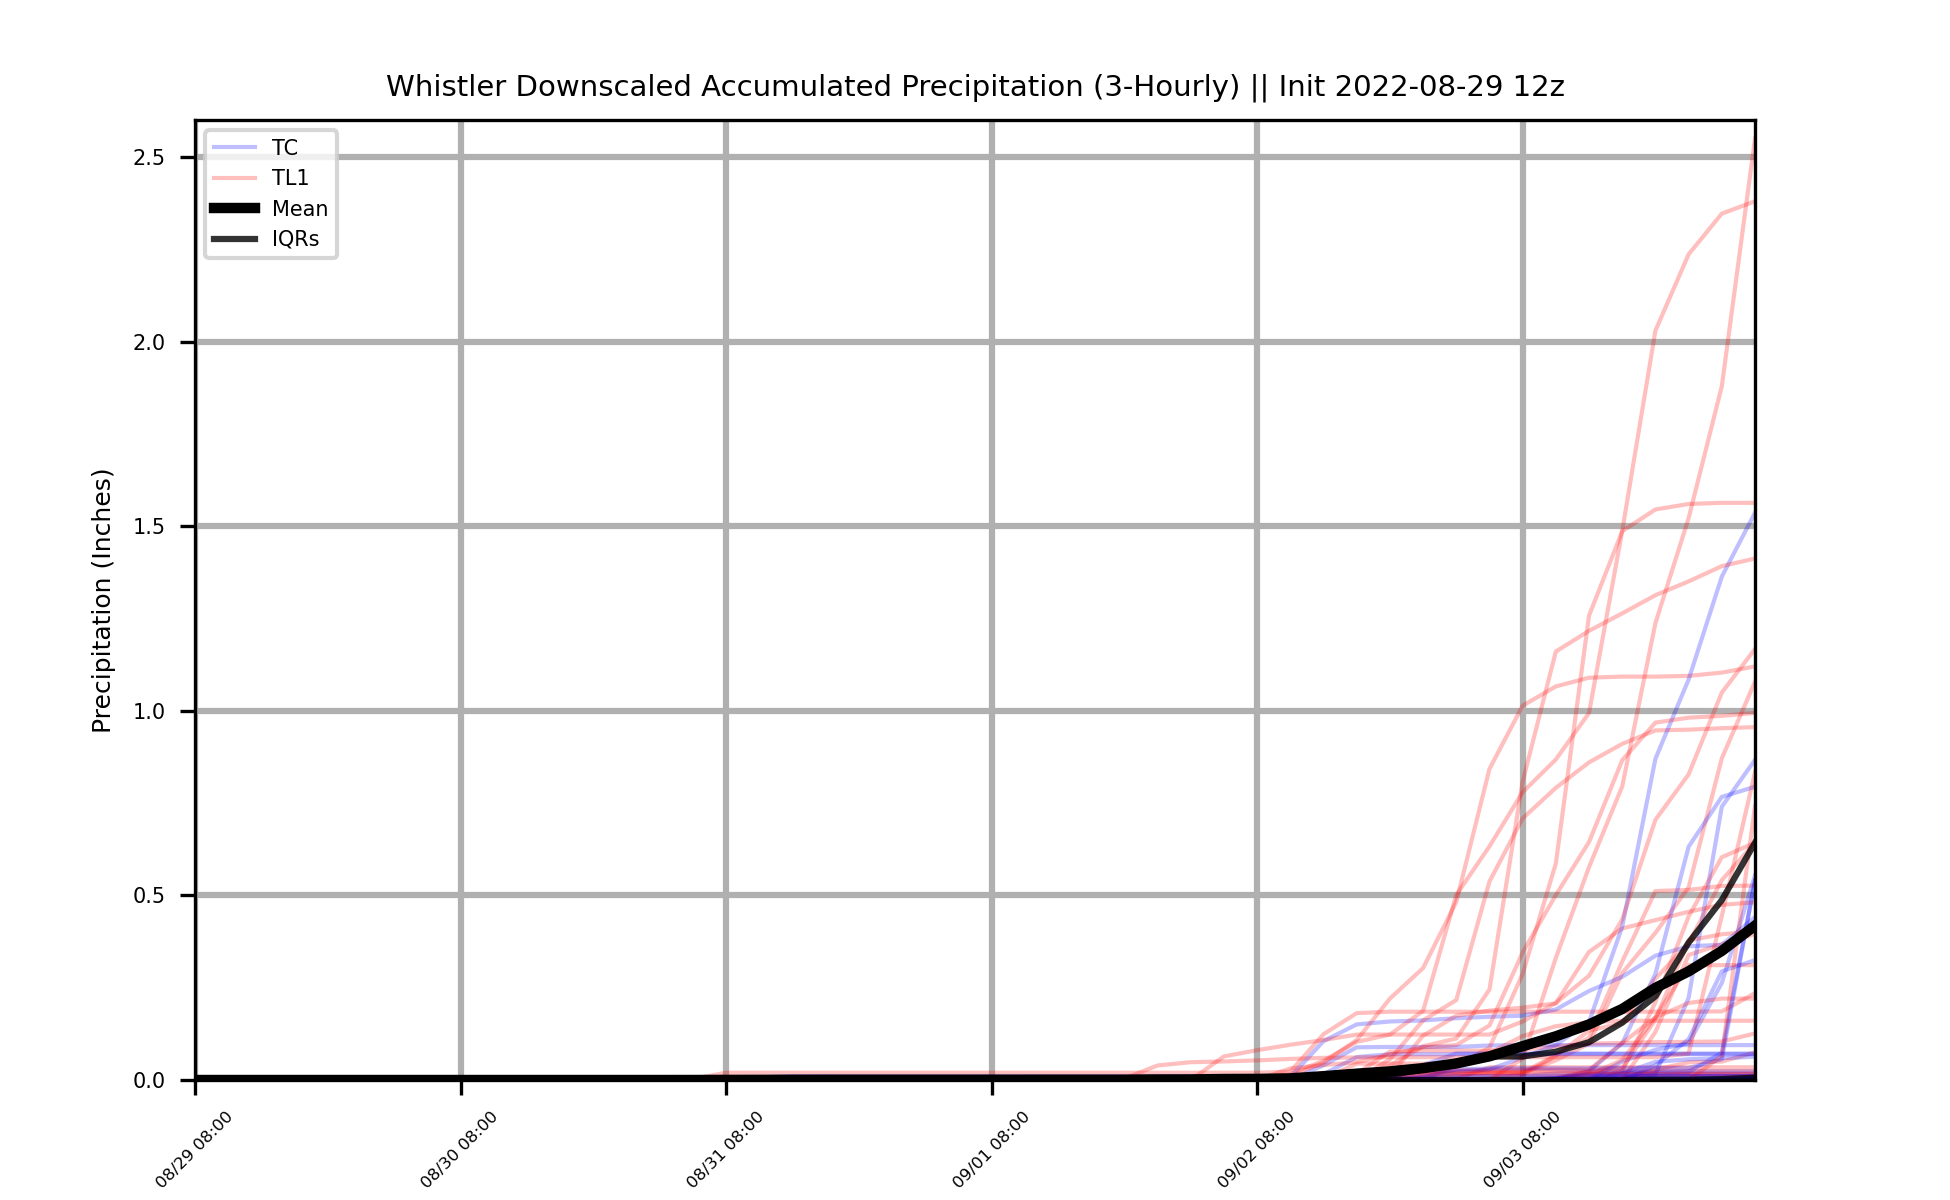 Whistler Downscaled Accumulated Precipitation (3-Hourly) || Init 2022-08-29 12z
TC
TL1
Mean
IQRs
2.5
2.0
1.5
1.0
0.5
0.0
Precipitation (Inches)
08/29 08:00
08/30 08:00
08/31 08:00
09/01 08:00
09/02 08:00
09/03 08:00